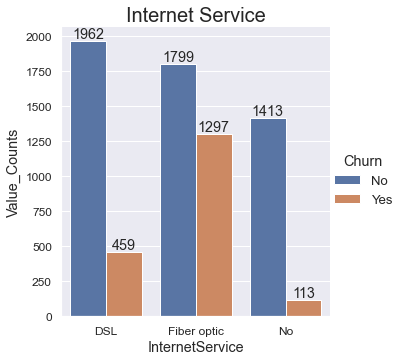 Internet Service
Value_Counts
2000
1750
1500
1250
1000
750
500
250
0
1962
459
1799
1297
1413
113
DSL
Fiber optic
No
InternetService
Churn
No
Yes